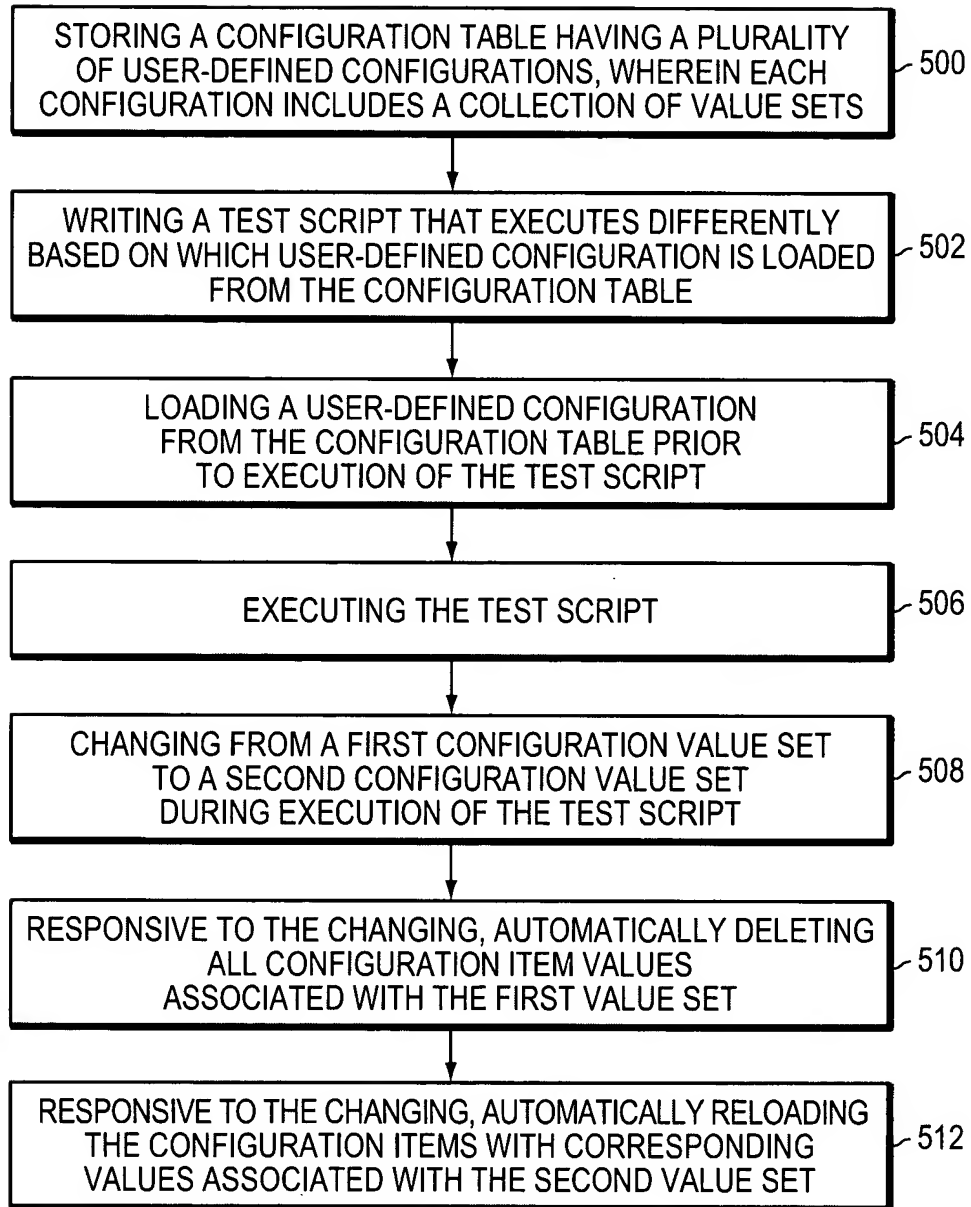 STORING A CONFIGURATION TABLE HAVING A PLURALITY
OF USER-DEFINED CONFIGURATIONS, WHEREIN EACH
CONFIGURATION INCLUDES A COLLECTION OF VALUE SETS
500
WRITING A TEST SCRIPT THAT EXECUTES DIFFERENTLY
BASED ON WHICH USER-DEFINED CONFIGURATION IS LOADED
FROM THE CONFIGURATION TABLE
502
LOADING A USER-DEFINED CONFIGURATION
FROM THE CONFIGURATION TABLE PRIOR
TO EXECUTION OF THE TEST SCRIPT
504
EXECUTING THE TEST SCRIPT
506
CHANGING FROM A FIRST CONFIGURATION VALUE SET
TO A SECOND CONFIGURATION VALUE SET
DURING EXECUTION OF THE TEST SCRIPT
508
RESPONSIVE TO THE CHANGING, AUTOMATICALLY DELETING
ALL CONFIGURATION ITEM VALUES
ASSOCIATED WITH THE FIRST VALUE SET
510
RESPONSIVE TO THE CHANGING, AUTOMATICALLY RELOADING
THE CONFIGURATION ITEMS WITH CORRESPONDING
VALUES ASSOCIATED WITH THE SECOND VALUE SET
512